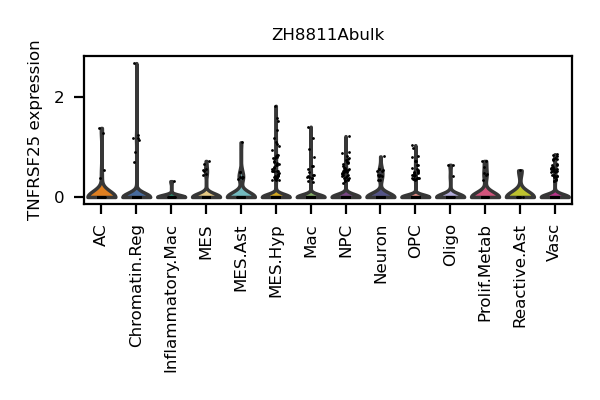 ZH8811Abulk
TNFRSF25 expression
2
0
AC
Chromatin.Reg
Inflammatory.Mac
MES
MES.Ast
MES.Hyp
Mac
NPC
Neuron
OPC
Oligo
Prolif.Metab
Reactive.Ast
Vasc